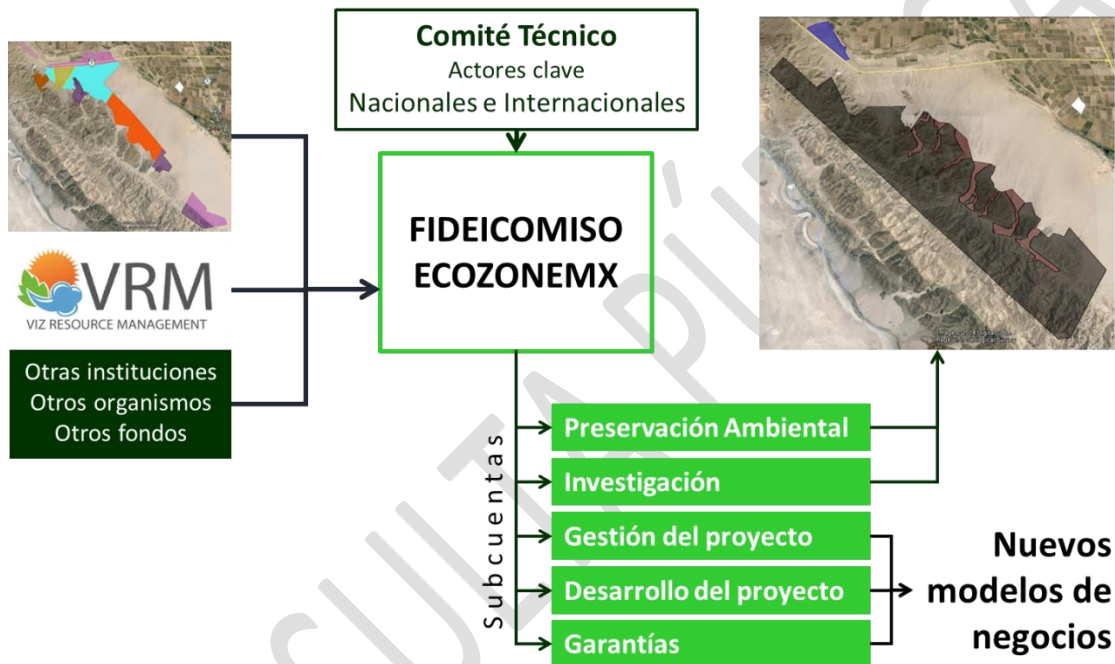 Comité Técnico
Actores clave
Nacionales e Internacionales
FIDEICOMISO
ECOZONEMX
VRM
VIZ RESOURCE MANAGEMENT
Otras instituciones
Otros organismos
Otros fondos
Subcuentas
Preservación Ambiental
Investigación
Gestión del proyecto
Desarrollo del proyecto
Garantías
Nuevos
modelos de
negocios